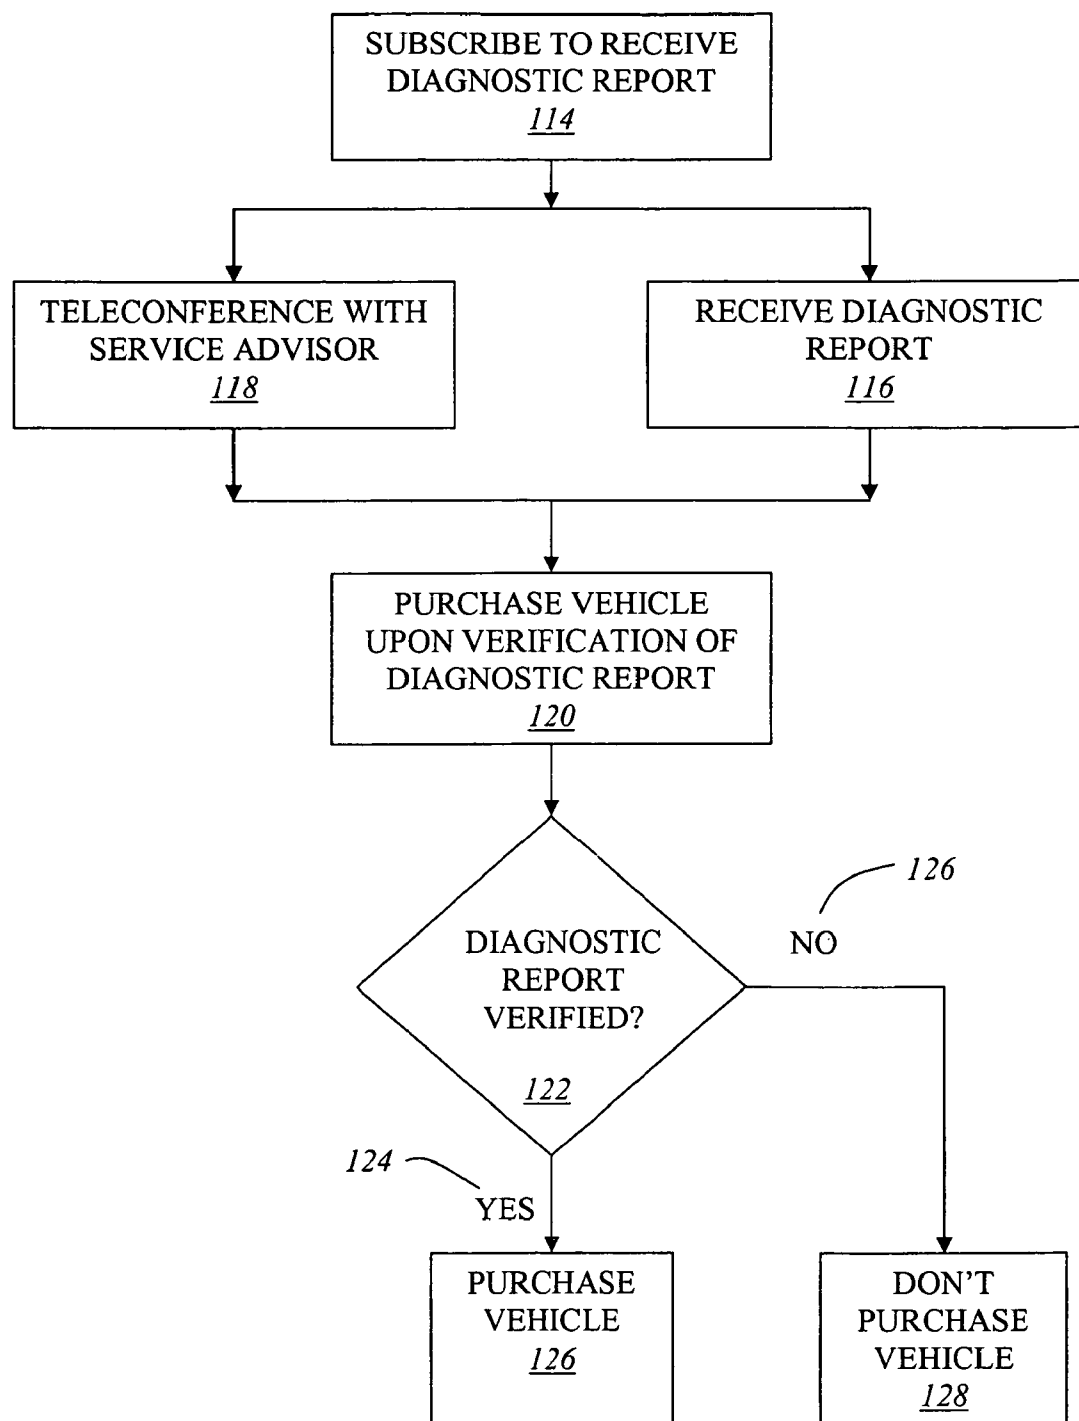 SUBSCRIBE TO RECEIVE
DIAGNOSTIC REPORT
114
TELECONFERENCE WITH
SERVICE ADVISOR
118
RECEIVE DIAGNOSTIC
REPORT
116
PURCHASE VEHICLE
UPON VERIFICATION OF
DIAGNOSTIC REPORT
120
126
NO
DIAGNOSTIC
REPORT
VERIFIED?
122
124
YES
PURCHASE
VEHICLE
126
DON'T
PURCHASE
VEHICLE
128